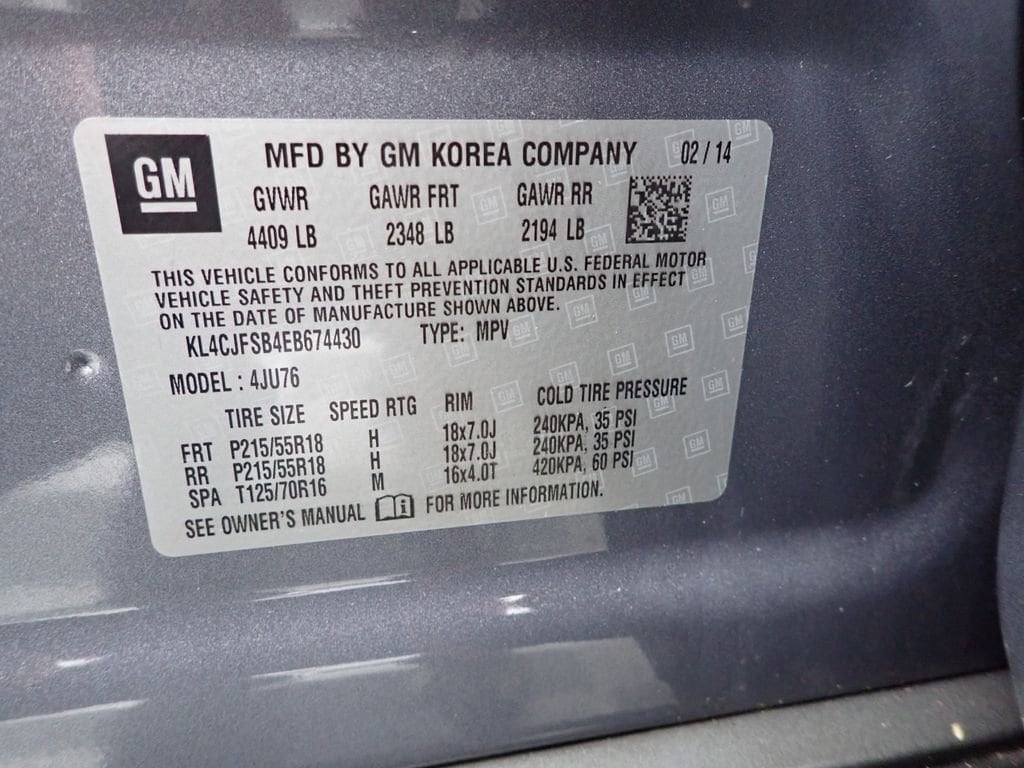 GM
MFD BY GM KOREA COMPANY 02 / 14
GVWR GAWR FRT GAWR RR
4409 LB 2348 LB 2194 LB
THIS VEHICLE CONFORMS TO ALL APPLICABLE U.S. FEDERAL MOTOR
VEHICLE SAFETY AND THEFT PREVENTION STANDARDS IN EFFECT
ON THE DATE OF MANUFACTURE SHOWN ABOVE.
KL4CJFSB4EB674430 TYPE: MPV
MODEL : 4JU76
TIRE SIZE SPEED RTG RIM COLD TIRE PRESSURE
FRT P215/55R18 H 18x7.0J 240KPA, 35 PSI
RR P215/55R18 H 18x7.0J 240KPA, 35 PSI
SPA T125/70R16 M 16x4.0T 420KPA, 60 PSI
SEE OWNER'S MANUAL i FOR MORE INFORMATION.